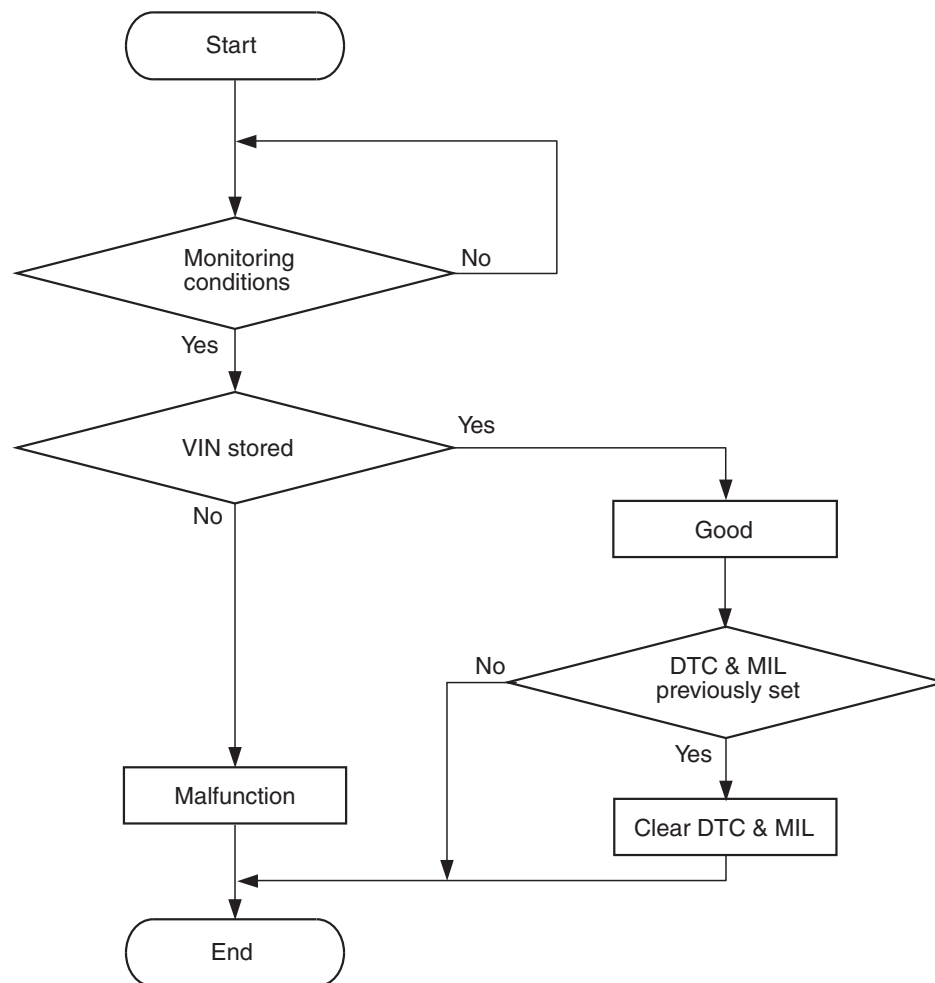 Start
Monitoring
conditions
No
Yes
VIN stored
Yes
No
Good
DTC & MIL
previously set
No
Yes
Malfunction
Clear DTC & MIL
End